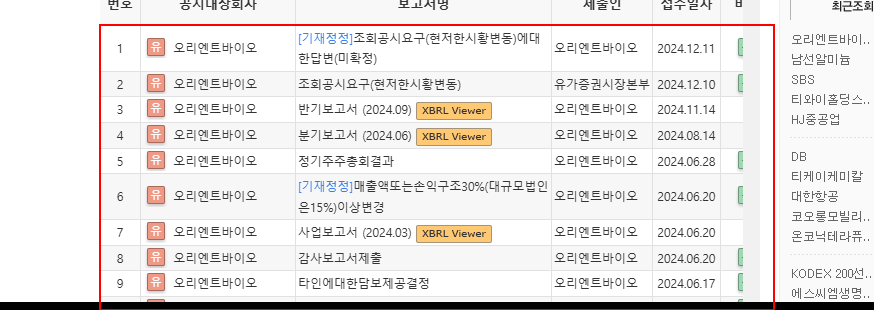 번호 공시대상회사 보고서명 제출인 접수일자
1 유 오리엔트바이오 [기재정정]조회공시요구(현저한시황변동)에대
한답변(미확정) 오리엔트바이오 2024.12.11
2 유 오리엔트바이오 조회공시요구(현저한시황변동) 유가증권시장본부 2024.12.10
3 유 오리엔트바이오 반기보고서 (2024.09) XBRL Viewer 오리엔트바이오 2024.11.14
4 유 오리엔트바이오 분기보고서 (2024.06) XBRL Viewer 오리엔트바이오 2024.08.14
5 유 오리엔트바이오 정기주주총회결과 오리엔트바이오 2024.06.28
6 유 오리엔트바이오 [기재정정]매출액또는손익구조30%(대규모법인
은15%)이상변경 오리엔트바이오 2024.06.20
7 유 오리엔트바이오 사업보고서 (2024.03) XBRL Viewer 오리엔트바이오 2024.06.20
8 유 오리엔트바이오 감사보고서제출 오리엔트바이오 2024.06.20
9 유 오리엔트바이오 타인에대한담보제공결정 오리엔트바이오 2024.06.17
최근조회
오리엔트바이..
남선알미늄
SBS
티와이홀딩스..
HJ중공업
DB
티케이케미칼
대한항공
코오롱모빌리..
온코닉테라퓨..
KODEX 200선..
에스씨엠생명..